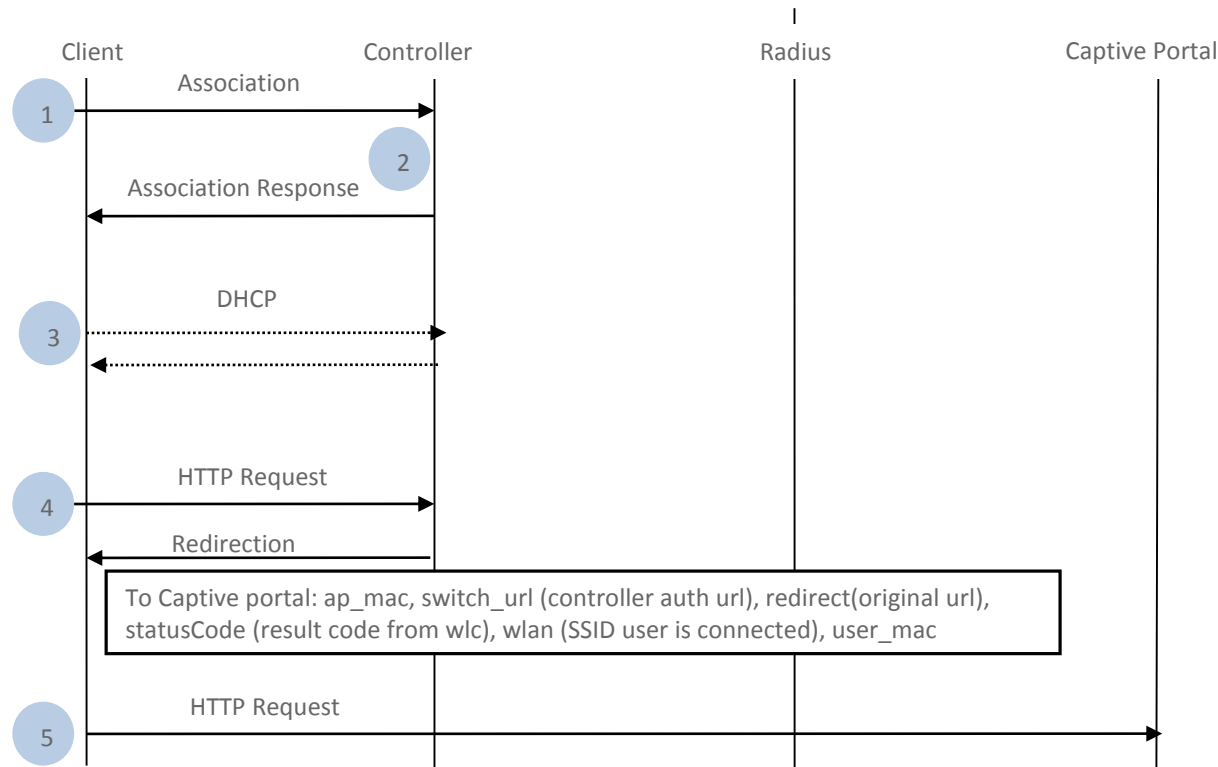 Client Controller Radius Captive Portal
Association
1
2
Association Response
DHCP
3
HTTP Request
4
Redirection
To Captive portal: ap_mac, switch_url (controller auth url), redirect(original url),
statusCode (result code from wlc), wlan (SSID user is connected), user_mac
HTTP Request
5